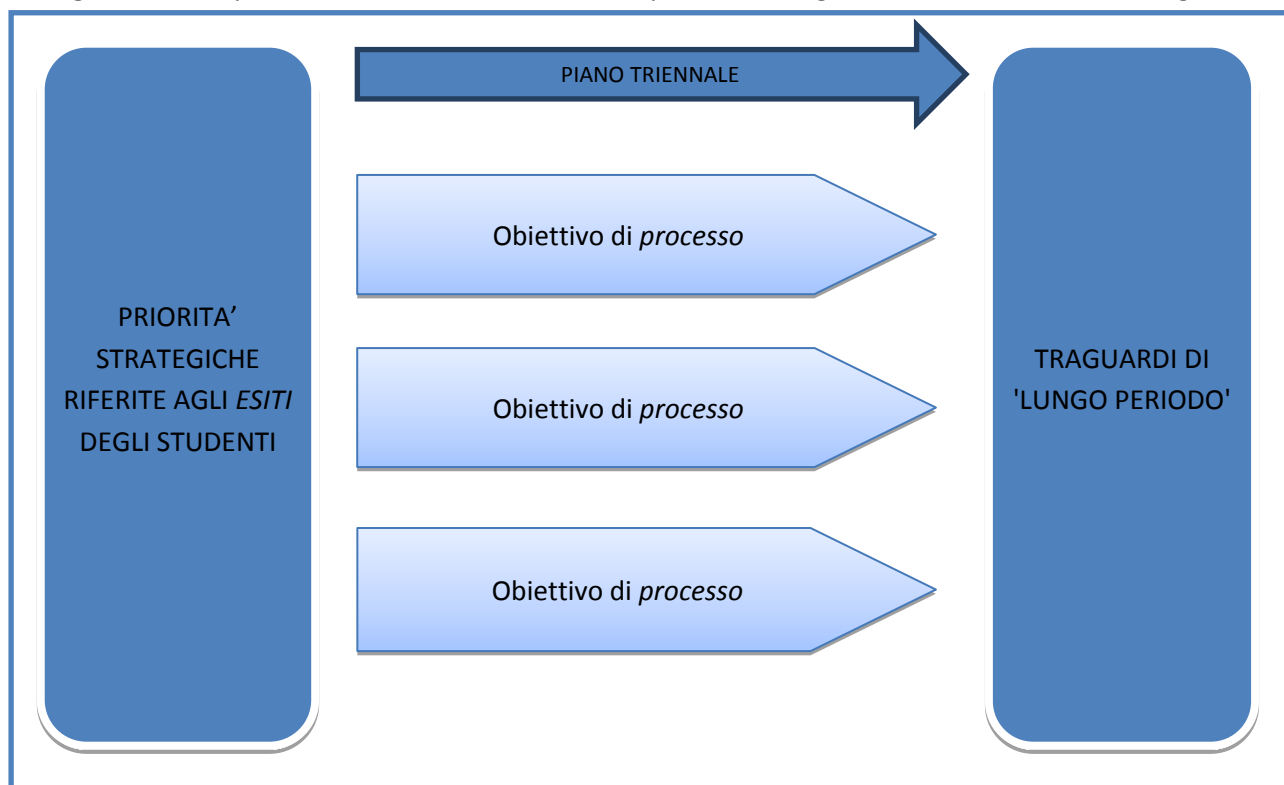 PIANO TRIENNALE
PRIORITA’
STRATEGICHE
RIFERITE AGLI ESITI
DEGLI STUDENTI
Obiettivo di processo
Obiettivo di processo
Obiettivo di processo
TRAGUARDI DI
'LUNGO PERIODO'